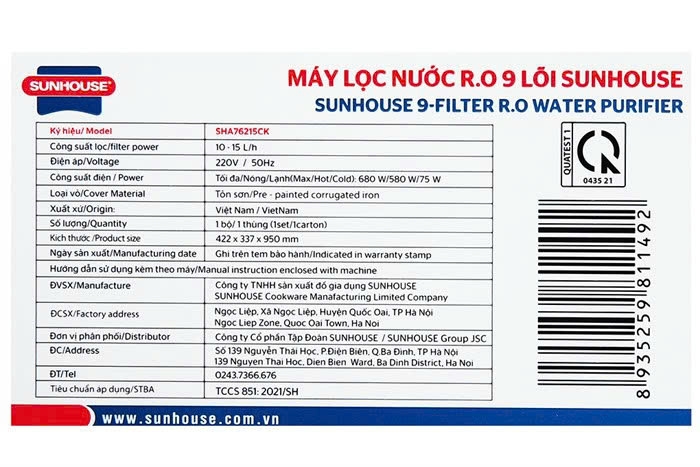 SUNHOUSE®
MÁY LỌC NƯỚC R.O 9 LÕI SUNHOUSE
SUNHOUSE 9-FILTER R.O WATER PURIFIER
Ký hiệu/ Model SHA76215CK
Công suất lọc/filter power 10 - 15 L/h
Điện áp/Voltage 220V / 50Hz
Công suất điện / Power Tối đa/Nóng/Lạnh(Max/Hot/Cold): 680 W/580 W/75 W
Loại vỏ/Cover Material Tôn sơn/Pre - painted corrugated iron
Xuất xứ/Origin: Việt Nam / VietNam
Số lượng/Quantity 1 bộ/ 1 thùng (1set/1carton)
Kích thước /Product size 422 x 337 x 950 mm
Ngày sản xuất/Manufacturing date Ghi trên tem bảo hành/Indicated in warranty stamp
Hướng dẫn sử dụng kèm theo máy/Manual instruction enclosed with machine
ĐVSX/Manufacture Công ty TNHH sản xuất đồ gia dụng SUNHOUSE
SUNHOUSE Cookware Manafacturing Limited Company
ĐCSX/Factory address Ngọc Liệp, Xã Ngọc Liệp, Huyện Quốc Oai, TP Hà Nội
Ngoc Liep Zone, Quoc Oai Town, Ha Noi
Đơn vị phân phối/Distributor Công ty Cổ Phần Tập Đoàn SUNHOUSE / SUNHOUSE Group JSC
ĐC/Address Số 139 Nguyễn Thái Học, P.Điện Biên, Q.Ba Đình, TP Hà Nội
139 Nguyen Thai Hoc, Dien Bien Ward, Ba Dinh District, Ha Noi
ĐT/Tel 0243.7366.676
Tiêu chuẩn áp dụng/STBA TCCS 851: 2021/SH
QUATEST 1
0435 21
8 935259 811492
www.sunhouse.com.vn